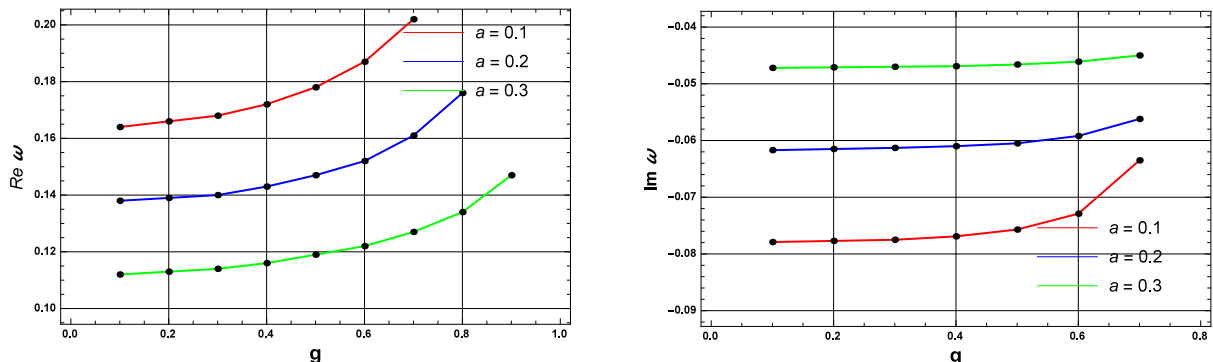 0.20
0.18
0.16
0.14
0.12
0.10
Re ω
0.0 0.2 0.4 0.6 0.8 1.0
g
a = 0.1
a = 0.2
a = 0.3
-0.04
-0.05
-0.06
-0.07
-0.08
-0.09
Im ω
0.0 0.2 0.4 0.6 0.8
g
a = 0.1
a = 0.2
a = 0.3